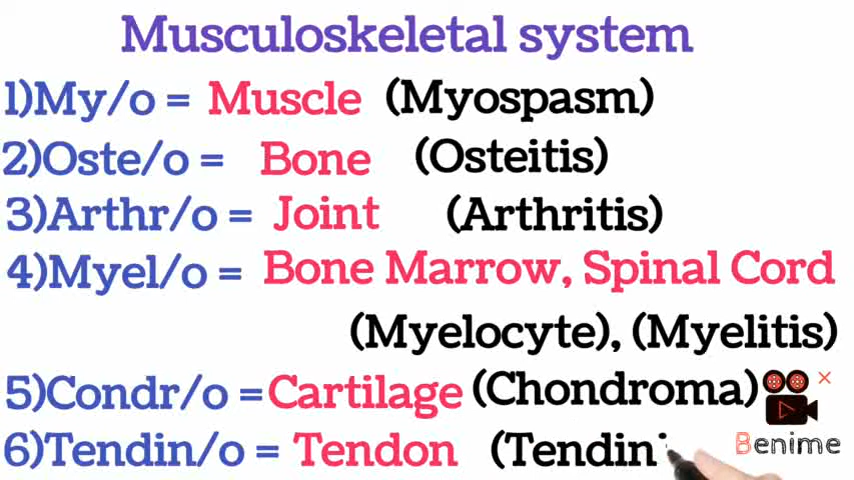 Musculoskeletal system
1)My/o = Muscle (Myospasm)
2)Oste/o = Bone (Osteitis)
3)Arthr/o = Joint (Arthritis)
4)Myel/o = Bone Marrow, Spinal Cord
(Myelocyte), (Myelitis)
5)Condr/o =Cartilage (Chondroma)
6)Tendin/o = Tendon (Tendin
Benime